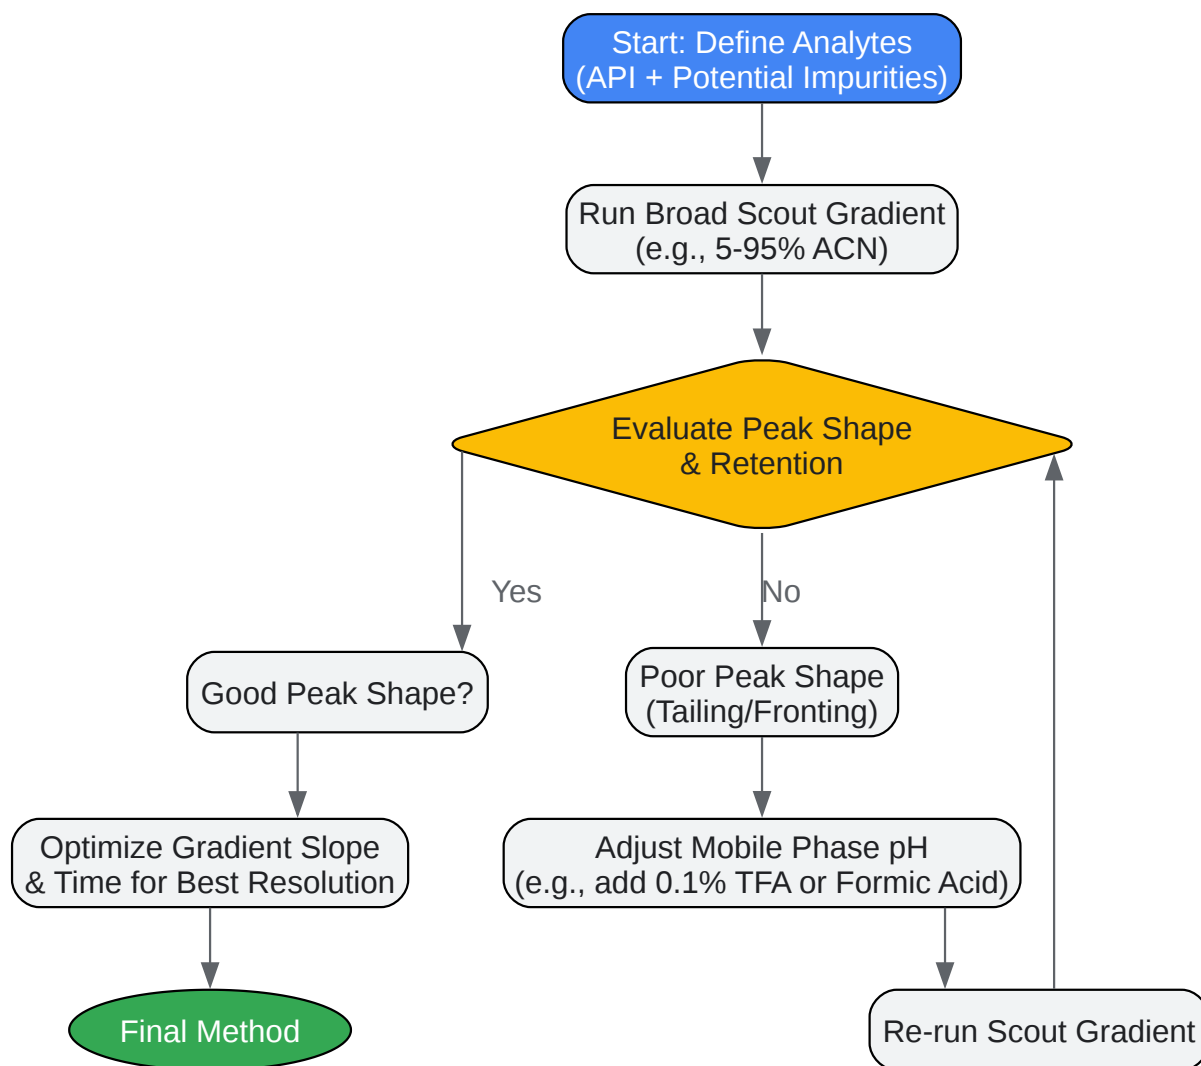 Start: Define Analytes
(API + Potential Impurities)
Run Broad Scout Gradient
(e.g., 5-95% ACN)
Evaluate Peak Shape
& Retention
Yes
No
Good Peak Shape?
Poor Peak Shape
(Tailing/Fronting)
Optimize Gradient Slope
& Time for Best Resolution
Adjust Mobile Phase pH
(e.g., add 0.1% TFA or Formic Acid)
Final Method
Re-run Scout Gradient